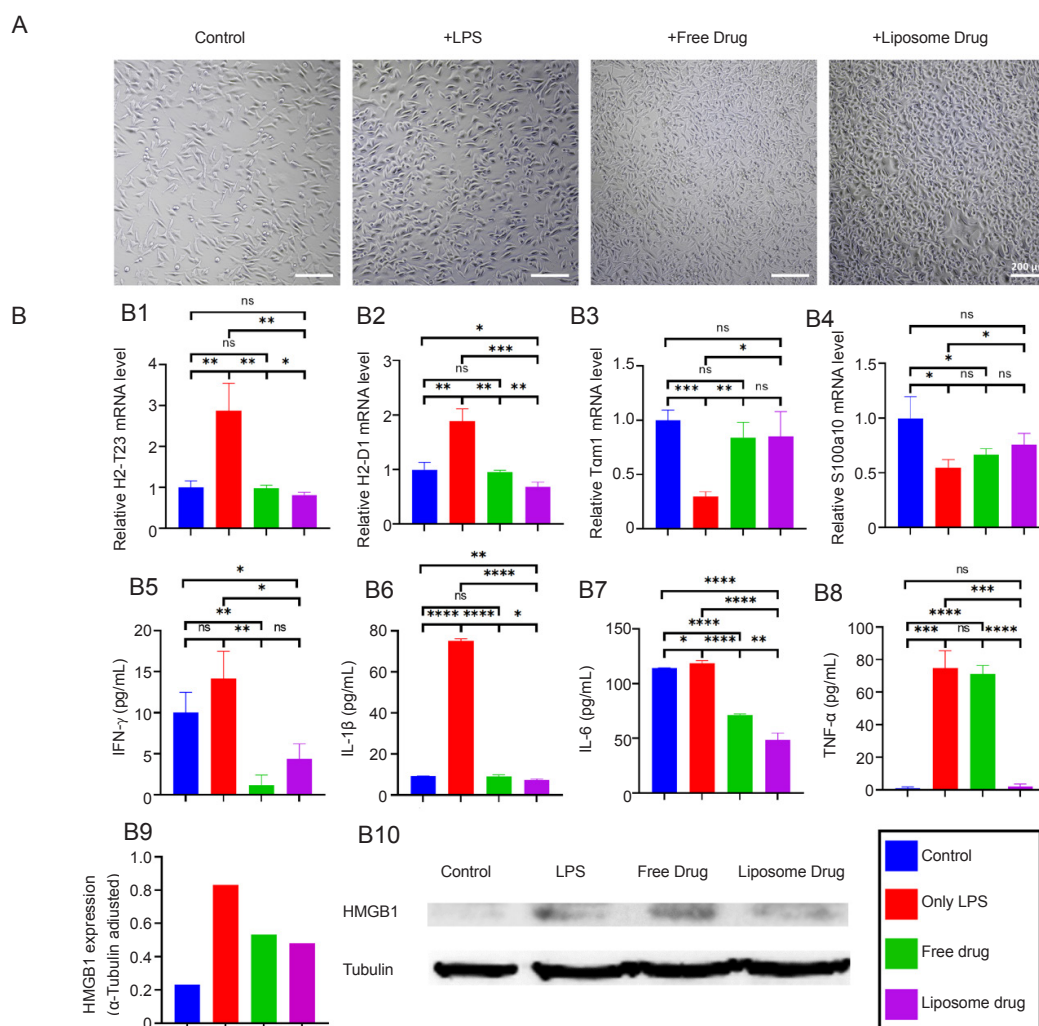 A
Control
+LPS
+Free Drug
+Liposome Drug
200 μm
B
B1
Relative H2-T23 mRNA level
4
3
2
1
0
ns
**
ns
** ** *
B2
Relative H2-D1 mRNA level
3
2
1
0
*
***
ns
** ** **
B3
Relative Tαm1 mRNA level
1.5
1.0
0.5
0.0
ns
*
ns
*** ** ns
B4
Relative S100a10 mRNA level
1.5
1.0
0.5
0.0
ns
*
*
* ns ns
B5
IFN-γ (pg/mL)
20
15
10
5
0
*
*
**
ns ** ns
B6
IL-1β (pg/mL)
80
60
40
20
0
**
****
ns
**** **** *
B7
IL-6 (pg/mL)
150
100
50
0
****
****
****
* **** **
B8
TNF-α (pg/mL)
100
80
60
40
20
0
ns
***
****
*** ns ****
B9
HMGB1 expression
(α-Tubulin adiusted)
1.0
0.8
0.6
0.4
0.2
0.0
B10
Control LPS Free Drug Liposome Drug
HMGB1
Tubulin
Control
Only LPS
Free drug
Liposome drug